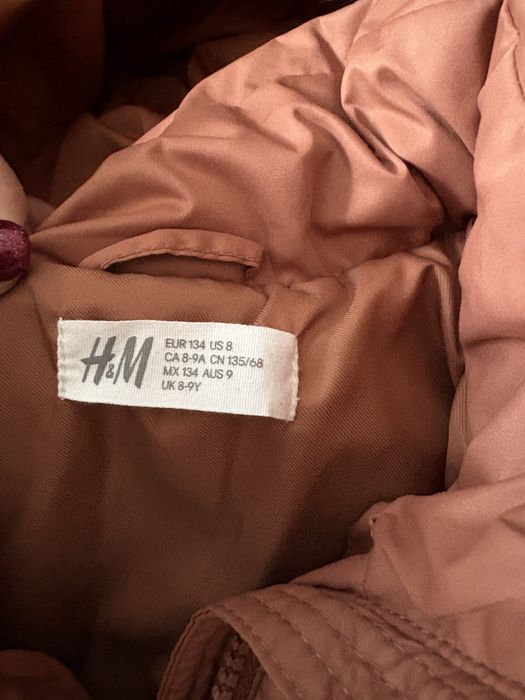 H&M
EUR 134 US 8
CA 8-9A CN 135/68
MX 134 AUS 9
UK 8-9Y